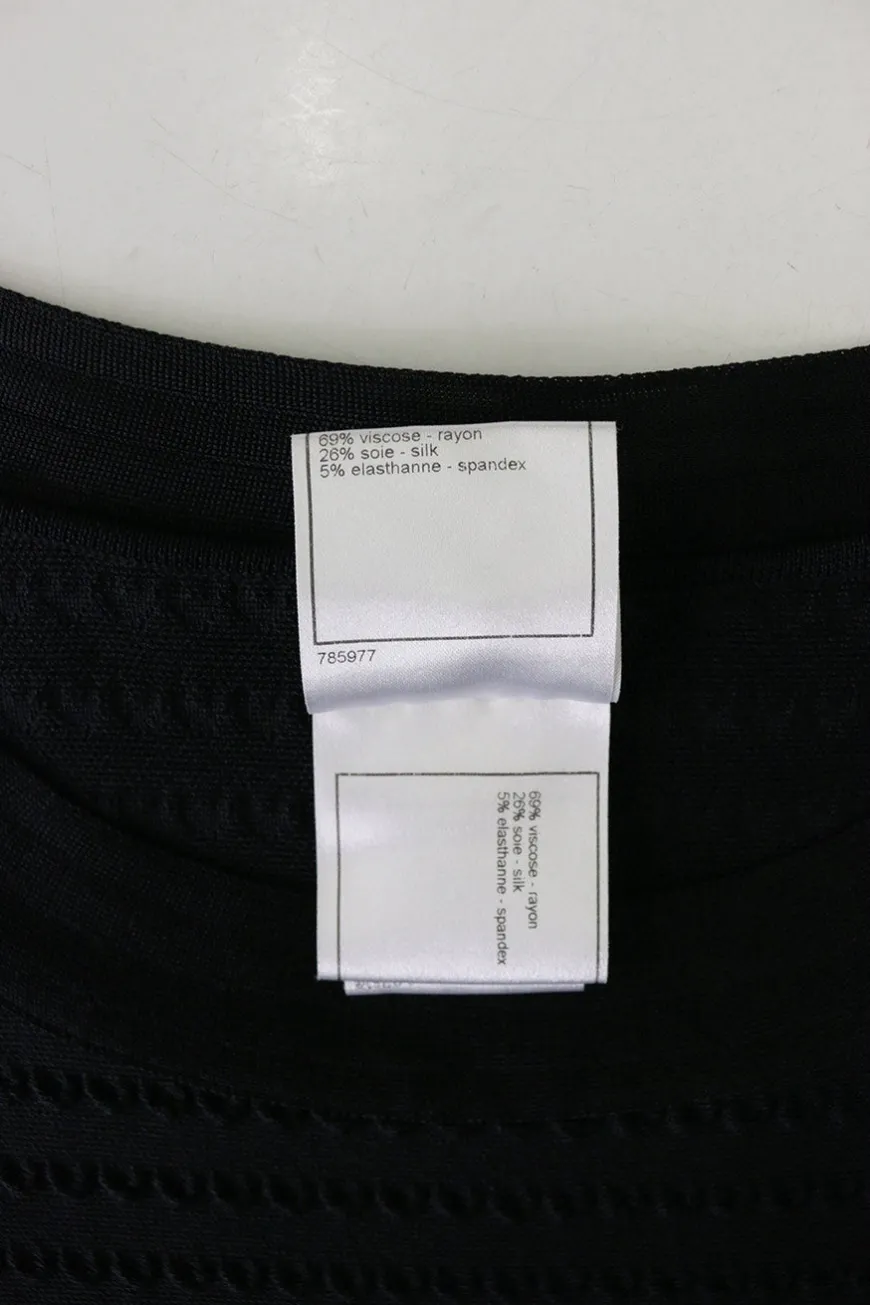 69% viscose - rayon
26% soie - silk
5% elasthanne - spandex
785977
69% viscose - rayon
26% soie - silk
5% elasthanne - spandex